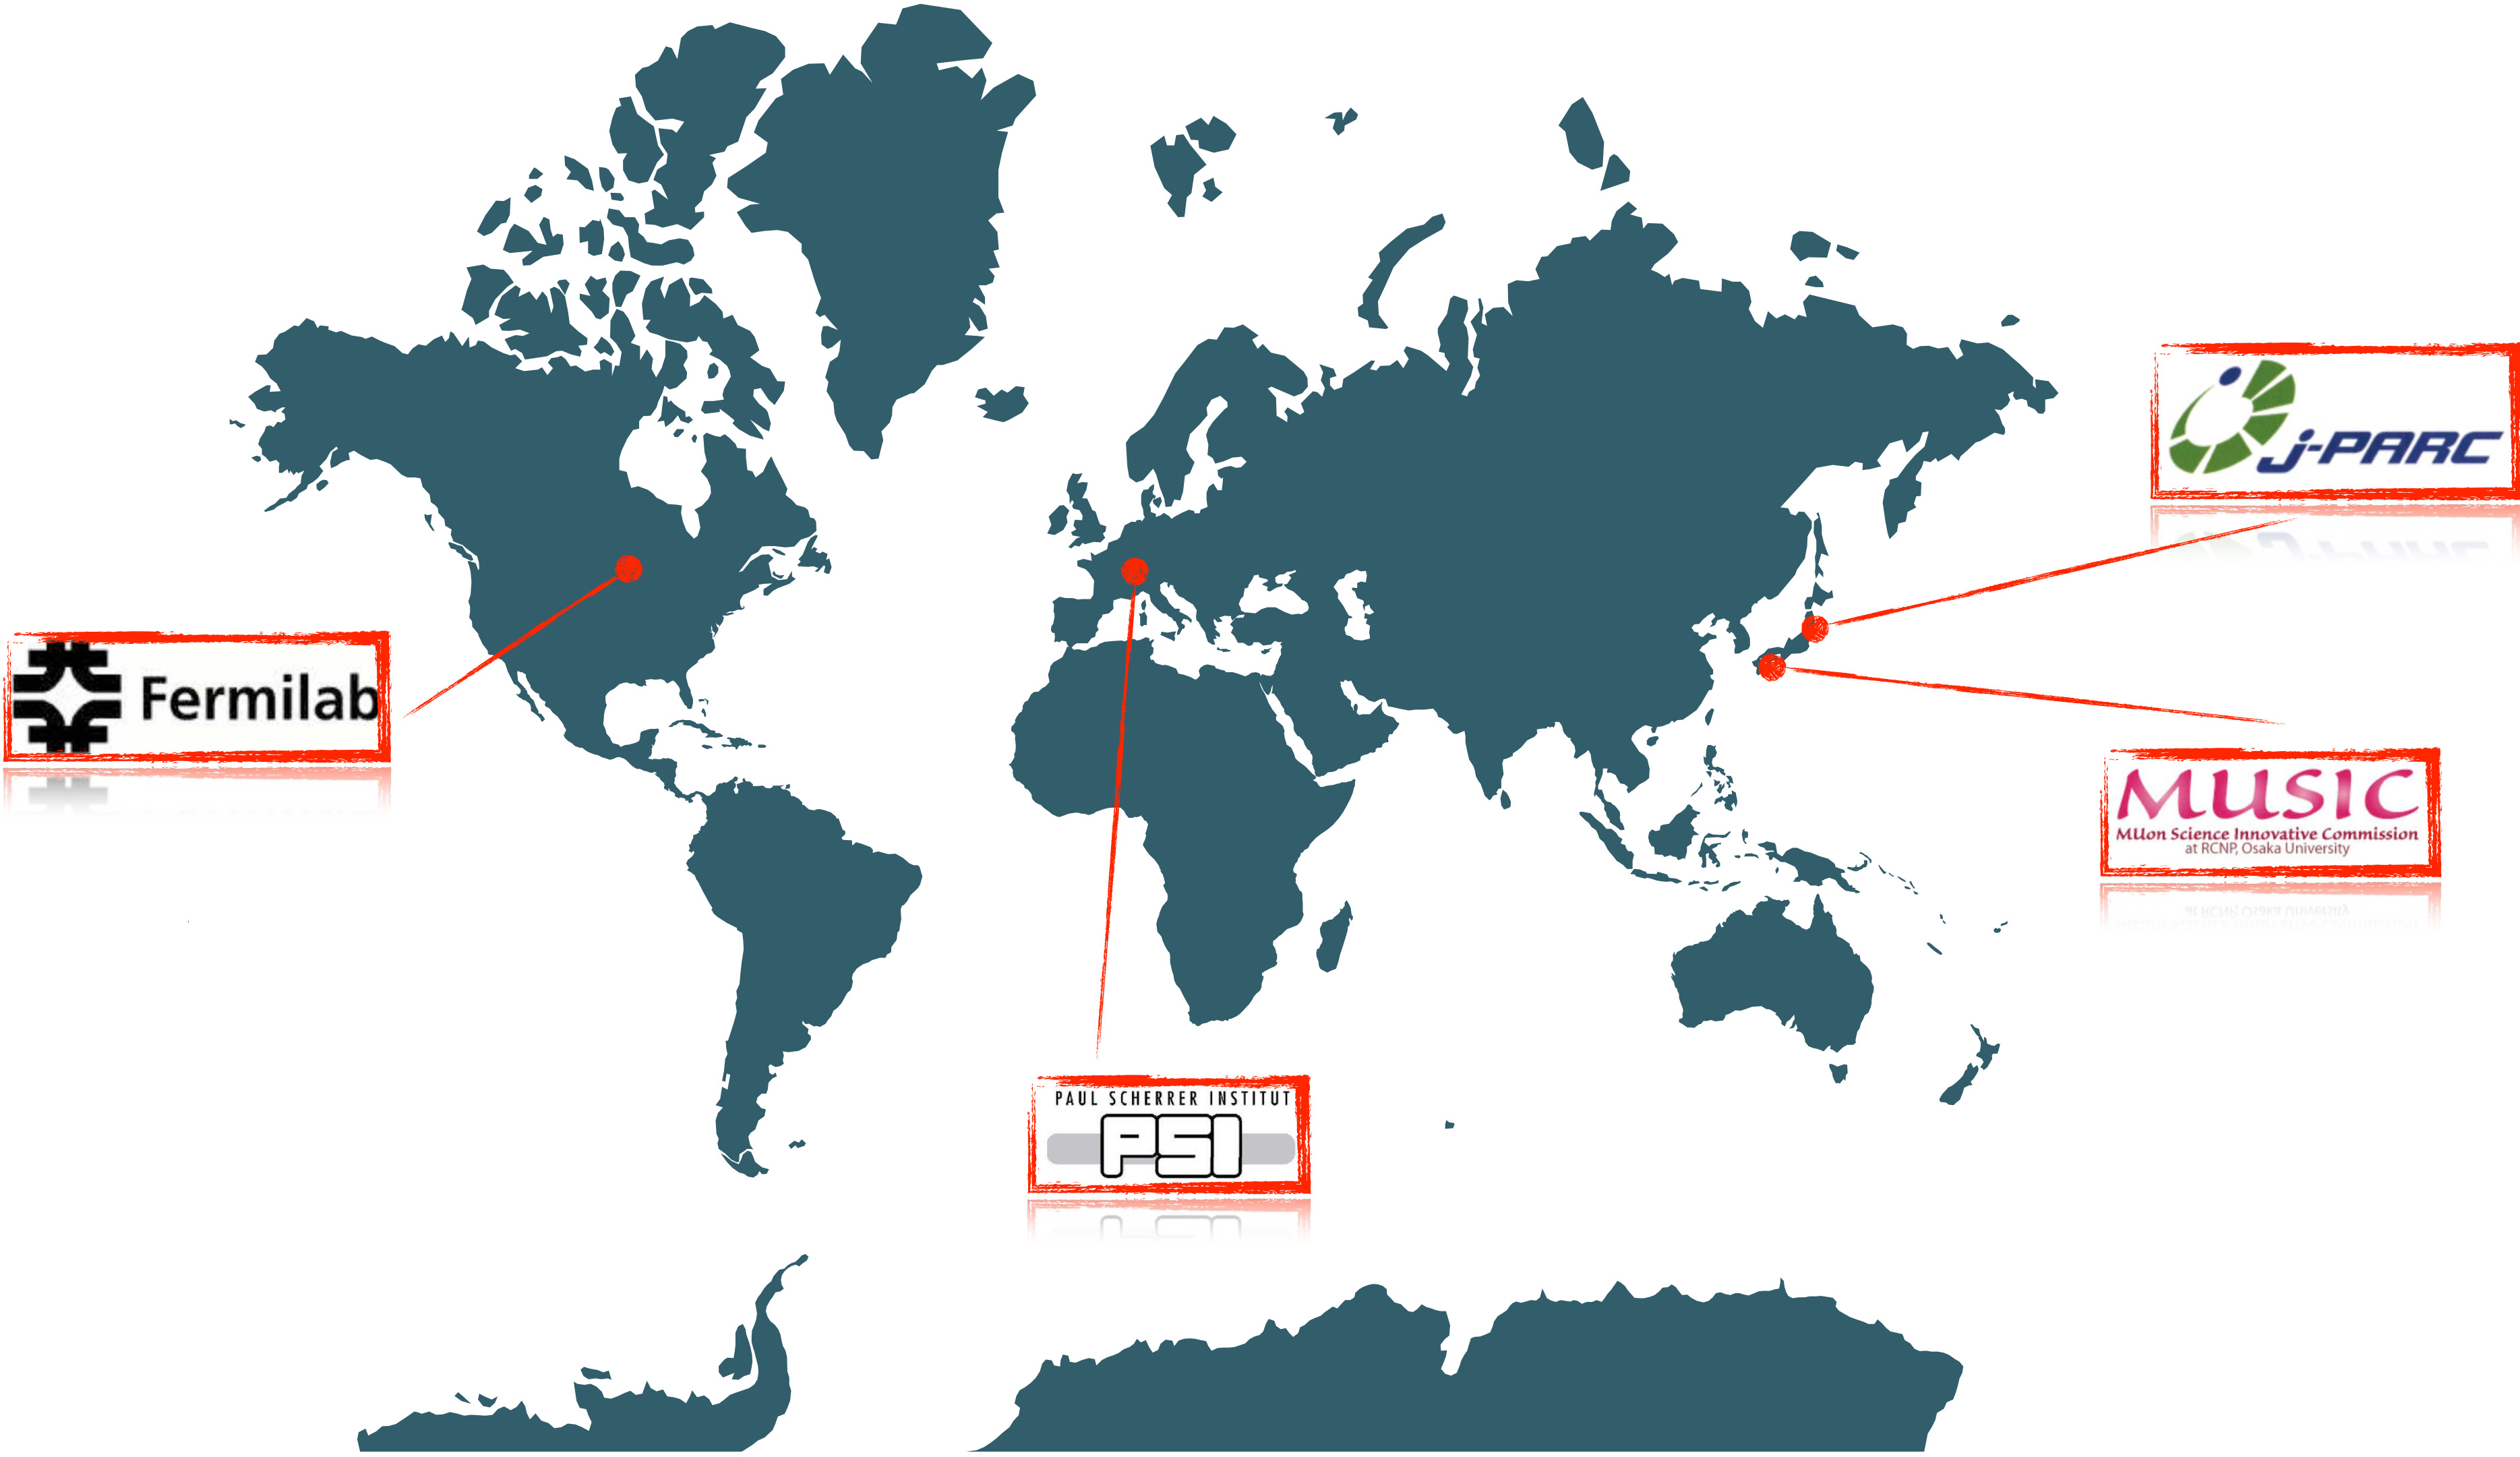 j-PARC
Fermilab
MUSIC
MUon Science Innovative Commission
at RCNP, Osaka University
PAUL SCHERRER INSTITUT
PSI